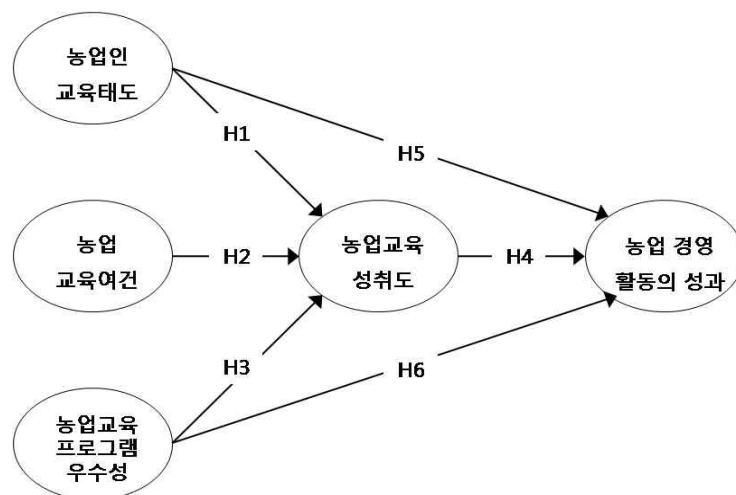 농업인
교육태도
H1
H5
농업
교육여건
H2
농업교육
성취도
H4
농업 경영
활동의 성과
H3
H6
농업교육
프로그램
우수성